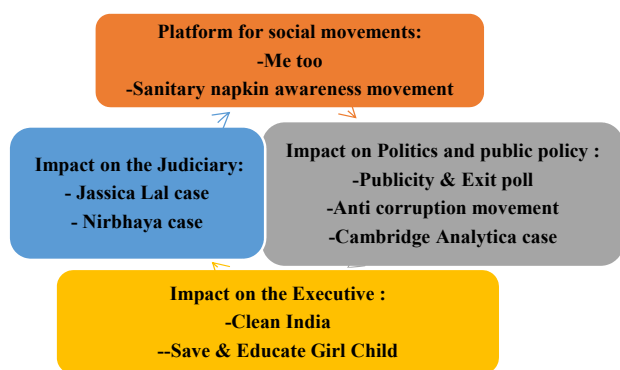 Platform for social movements:
-Me too
-Sanitary napkin awareness movement
Impact on the Judiciary:
- Jassica Lal case
- Nirbhaya case
Impact on Politics and public policy :
-Publicity & Exit poll
-Anti corruption movement
-Cambridge Analytica case
Impact on the Executive :
-Clean India
--Save & Educate Girl Child